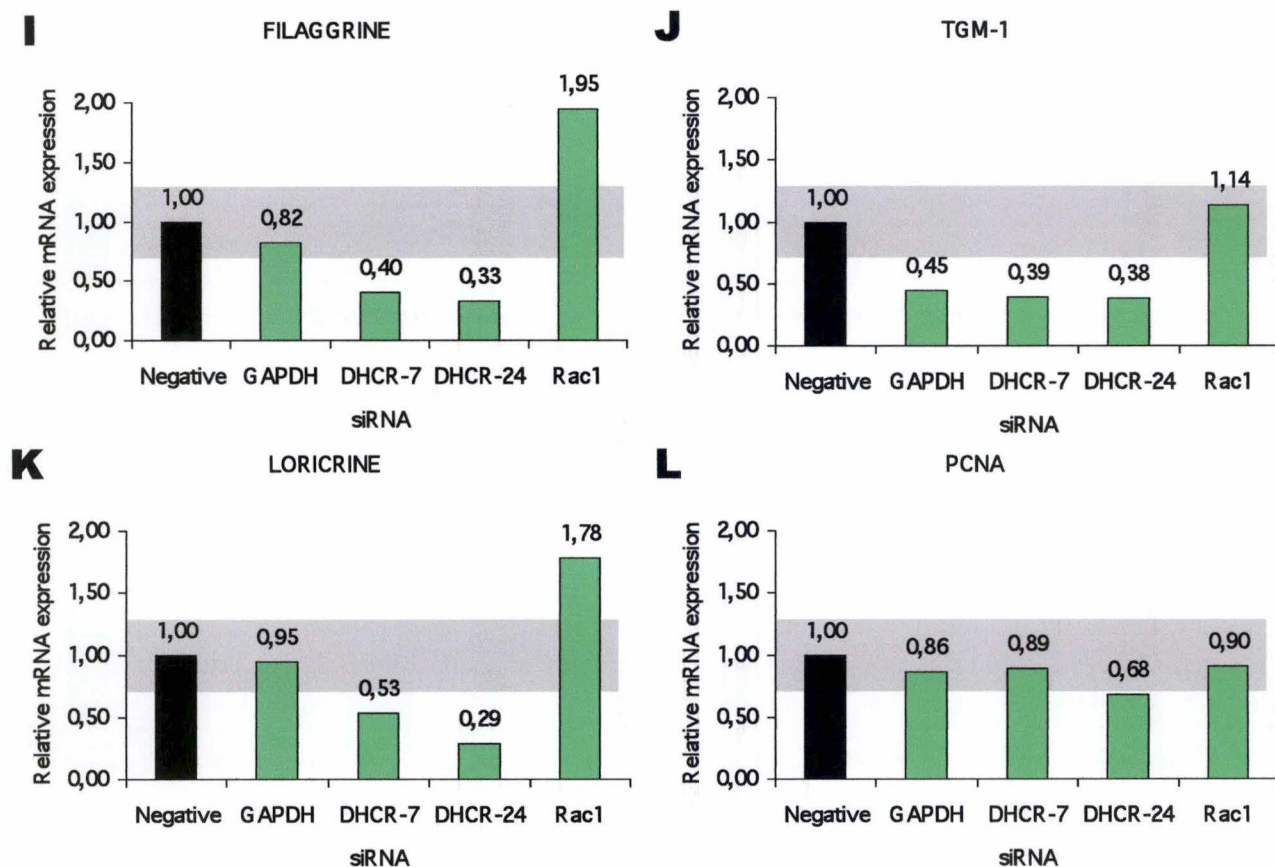 I
FILAGGRINE
Relative mRNA expression
2,00
1,50
1,00
0,50
0,00
1,00
0,82
0,40
0,33
1,95
Negative GAPDH DHCR-7 DHCR-24 Rac1
siRNA
J
TGM-1
Relative mRNA expression
2,00
1,50
1,00
0,50
0,00
1,00
0,45
0,39
0,38
1,14
Negative GAPDH DHCR-7 DHCR-24 Rac1
siRNA
K
LORICRINE
Relative mRNA expression
2,00
1,50
1,00
0,50
0,00
1,00
0,95
0,53
0,29
1,78
Negative GAPDH DHCR-7 DHCR-24 Rac1
siRNA
L
PCNA
Relative mRNA expression
2,00
1,50
1,00
0,50
0,00
1,00
0,86
0,89
0,68
0,90
Negative GAPDH DHCR-7 DHCR-24 Rac1
siRNA